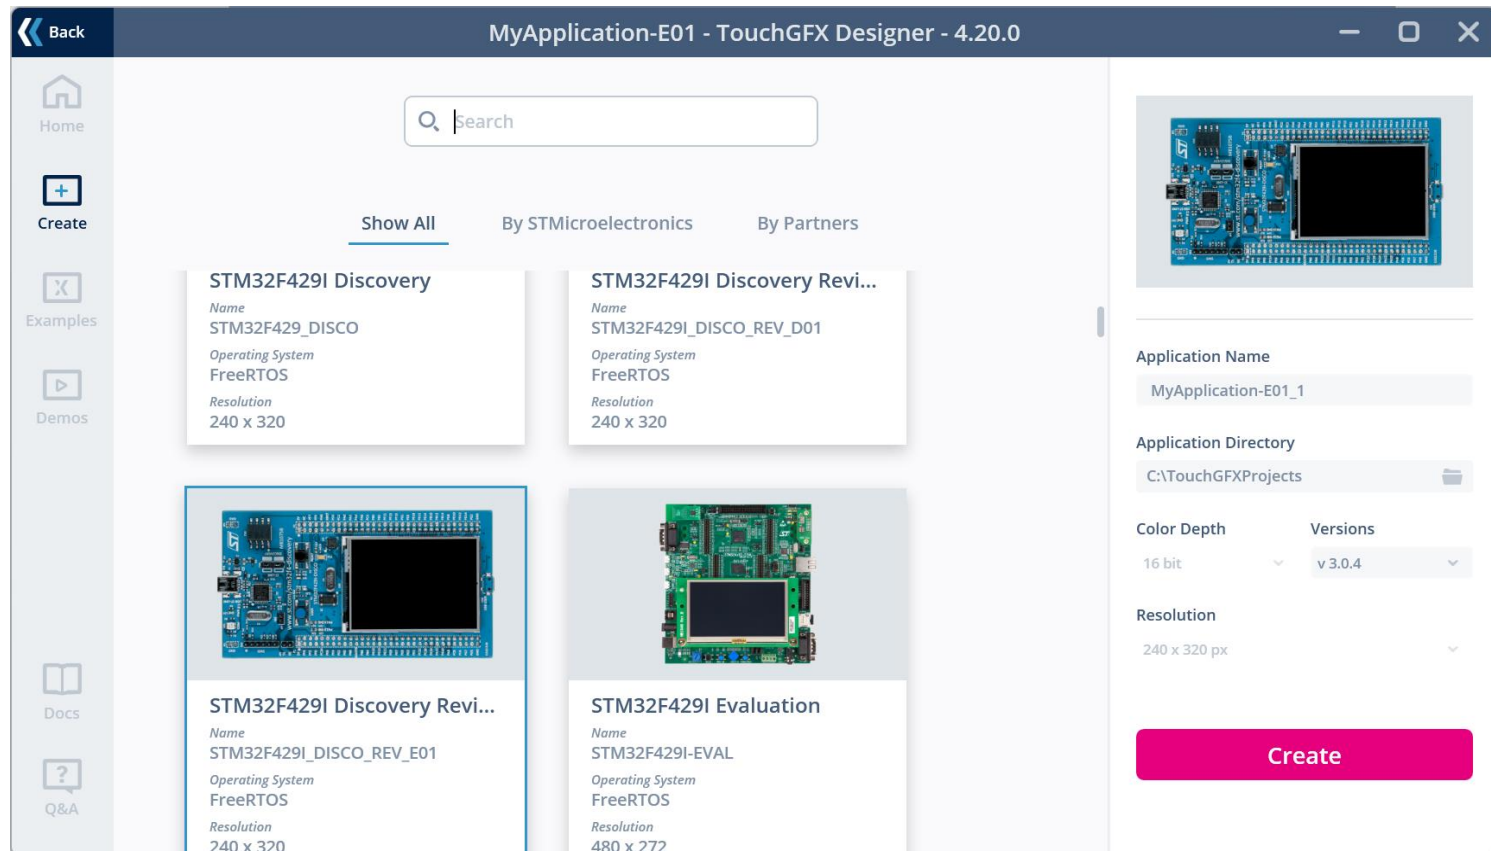 Back
MyApplication-E01 - TouchGFX Designer - 4.20.0
Home
Create
Examples
Demos
Docs
Q&A
Search
Show All
By STMicroelectronics
By Partners
STM32F429I Discovery
Name
STM32F429_DISCO
Operating System
FreeRTOS
Resolution
240 x 320
STM32F429I Discovery Revi...
Name
STM32F429I_DISCO_REV_D01
Operating System
FreeRTOS
Resolution
240 x 320
STM32F429I Discovery Revi...
Name
STM32F429I_DISCO_REV_E01
Operating System
FreeRTOS
Resolution
240 x 320
STM32F429I Evaluation
Name
STM32F429I-EVAL
Operating System
FreeRTOS
Resolution
480 x 272
Application Name
MyApplication-E01_1
Application Directory
C:\TouchGFXProjects
Color Depth
Versions
16 bit
v 3.0.4
Resolution
240 x 320 px
Create